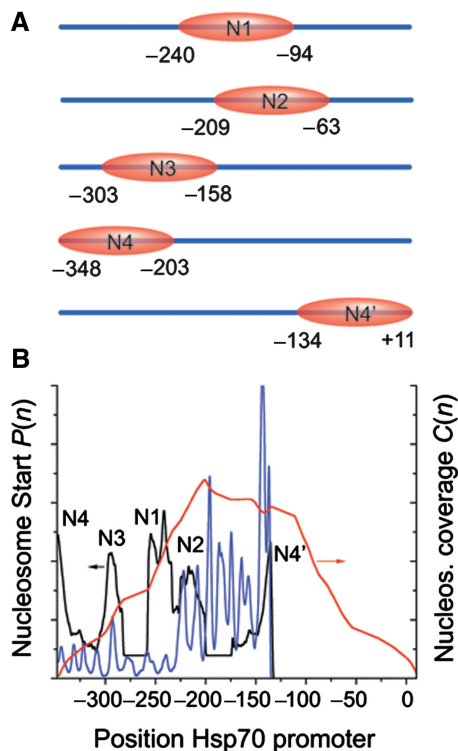 A
N1
−240 −94
N2
−209 −63
N3
−303 −158
N4
−348 −203
N4’
−134 +11
B
Nucleosome Start P(n)
Nucleos. coverage C(n)
N4
N3
N1
N2
N4’
−300 −250 −200 −150 −100 −50 0
Position Hsp70 promoter